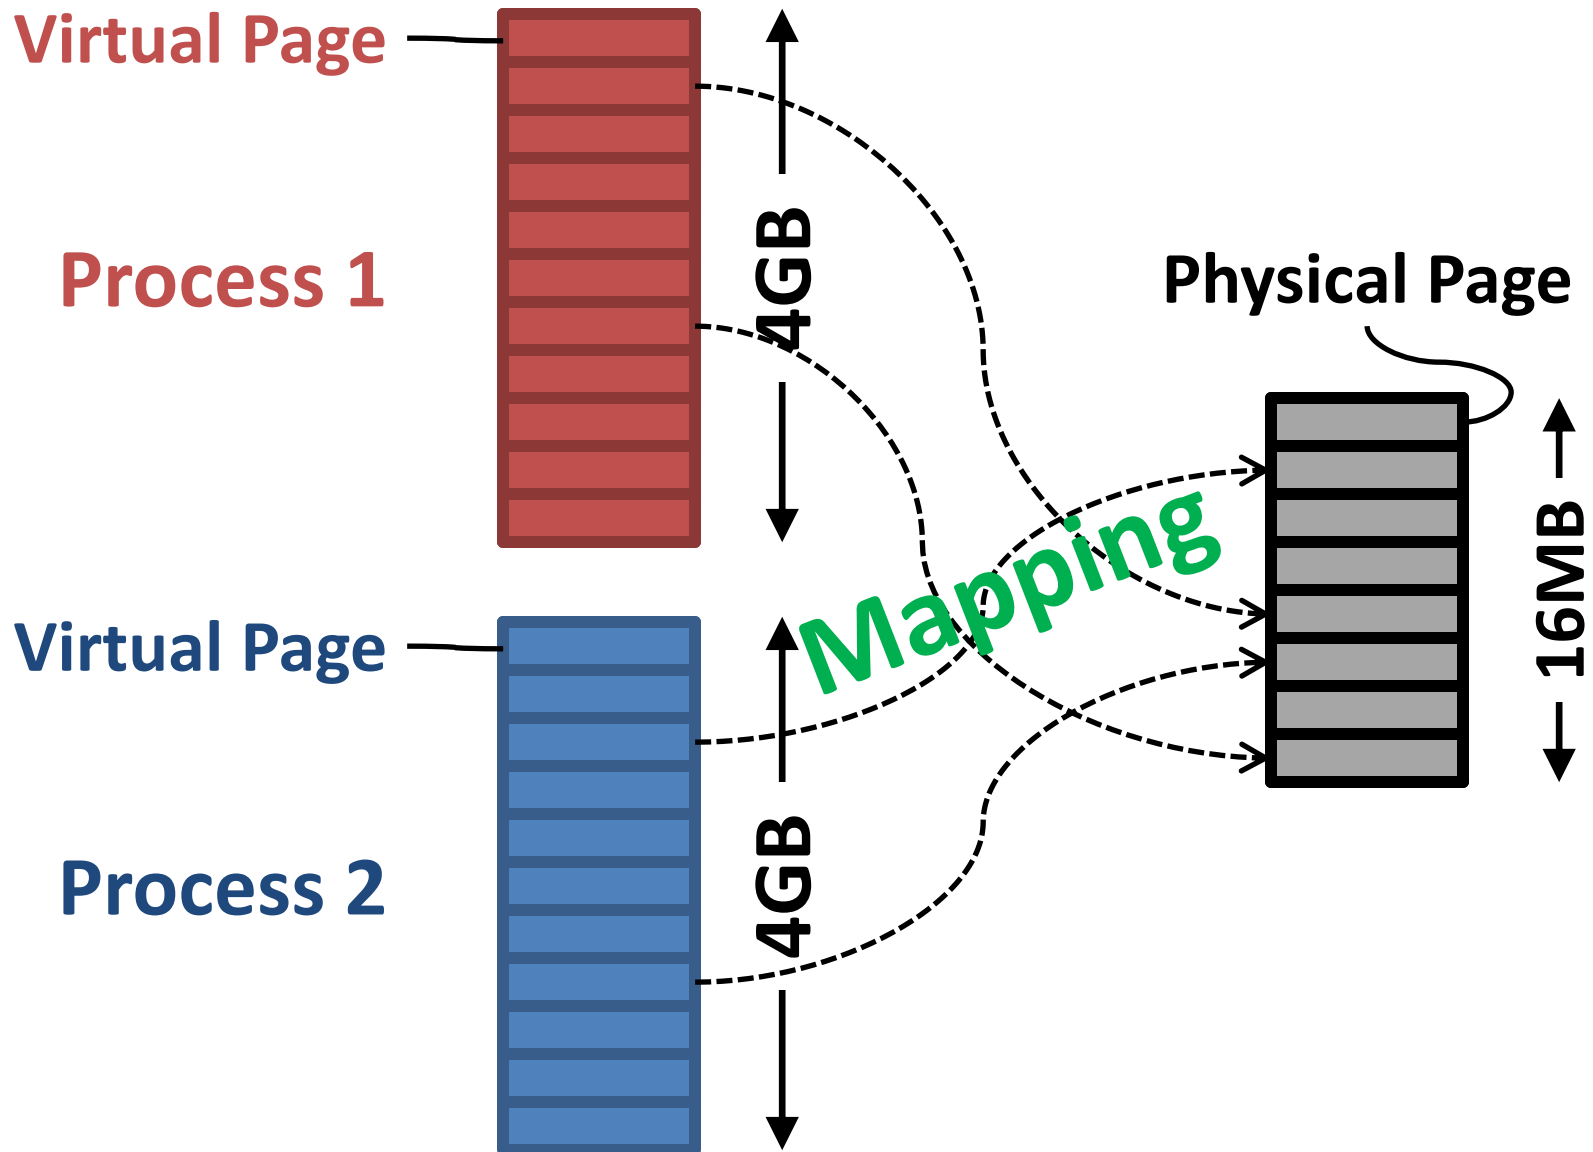 Virtual Page
Process 1
4GB
Physical Page
16MB
Mapping
Virtual Page
Process 2
4GB